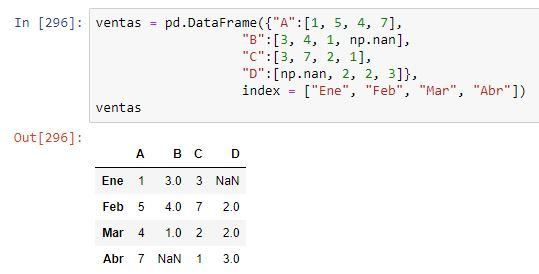 In [296]: ventas = pd.DataFrame({"A":[1, 5, 4, 7],
"B":[3, 4, 1, np.nan],
"C":[3, 7, 2, 1],
"D":[np.nan, 2, 2, 3]},
index = ["Ene", "Feb", "Mar", "Abr"])
ventas
Out[296]:
A B C D
Ene 1 3.0 3 NaN
Feb 5 4.0 7 2.0
Mar 4 1.0 2 2.0
Abr 7 NaN 1 3.0